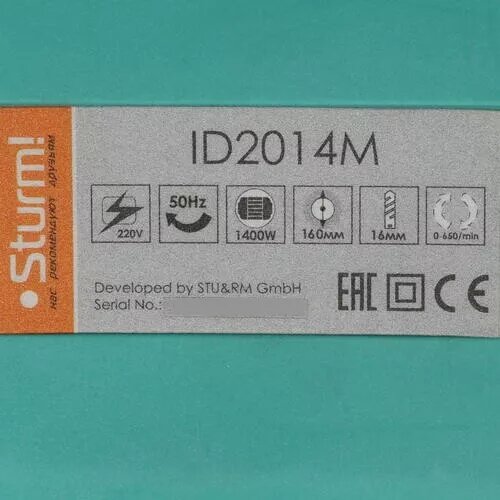 •Sturm!
нас рекомендуют друзьям
ID2014M
220V
50Hz
1400W
160мм
16мм
0-650/min
Developed by STU&RM GmbH
Serial No.:
EAC CE